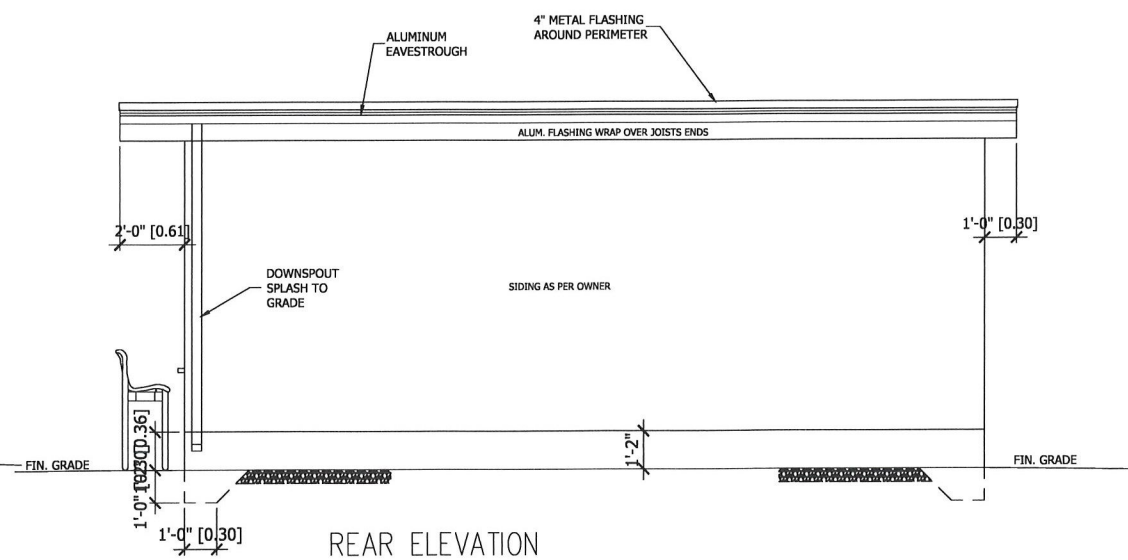 4" METAL FLASHING
AROUND PERIMETER
ALUMINUM
EAVESTROUGH
ALUM. FLASHING WRAP OVER JOISTS ENDS
2'-0" [0.61]
1'-0" [0.30]
DOWNSPOUT
SPLASH TO
GRADE
SIDING AS PER OWNER
1'-2"
FIN. GRADE
FIN. GRADE
1'-0"
1'-0" [0.30]
REAR ELEVATION